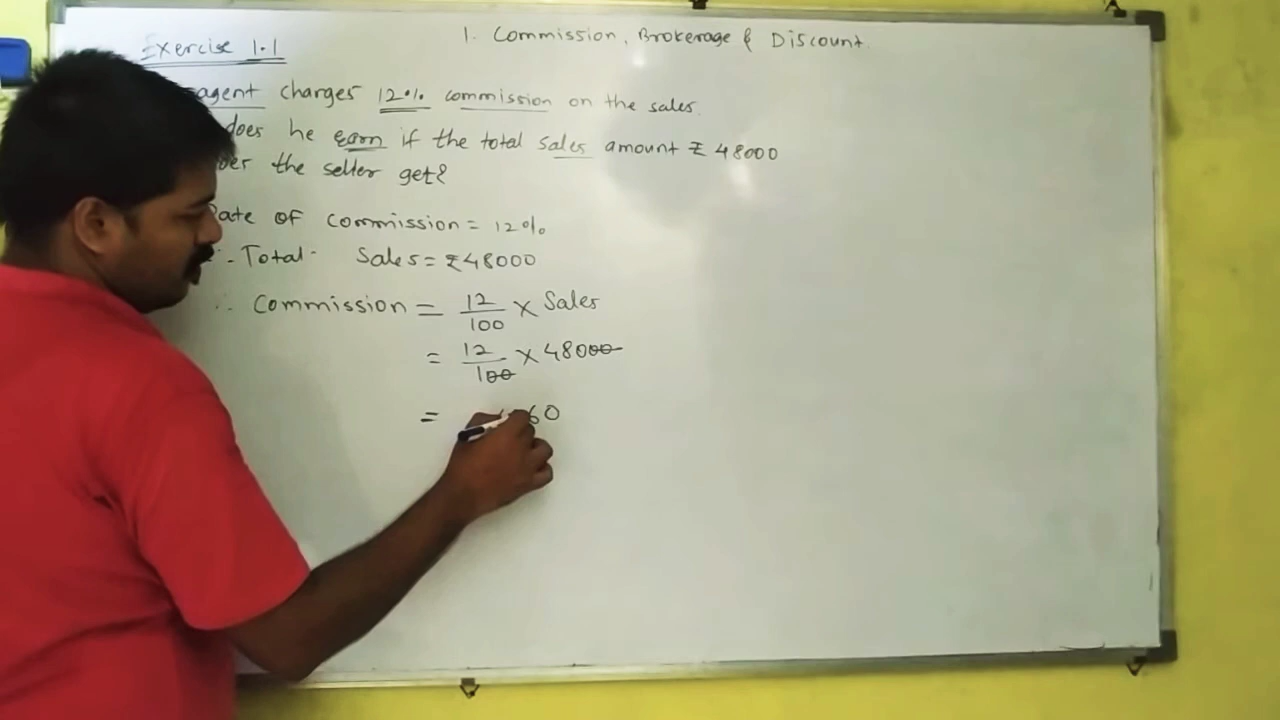 1. Commission, Brokerage & Discount.
Exercise 1.1
agent charges 12% commission on the sales.
does he earn if the total sales amount ₹ 48000
the seller get?
Rate of Commission = 12%
∴ Total Sales = ₹48000
∴ Commission = 12/100 × Sales
= 12/100 × 48000
= 60